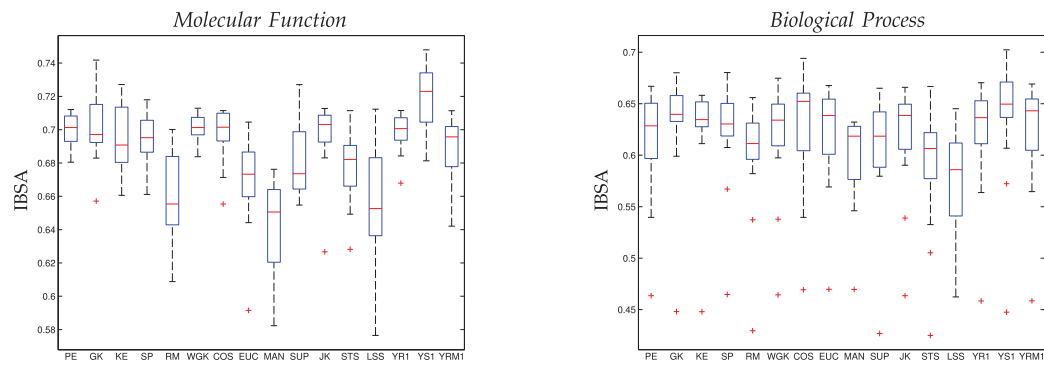 Molecular Function
IBSA
0.74
0.72
0.7
0.68
0.66
0.64
0.62
0.6
0.58
PE GK KE SP RM WGK COS EUC MAN SUP JK STS LSS YR1 YS1 YRM1
Biological Process
IBSA
0.7
0.65
0.6
0.55
0.5
0.45
PE GK KE SP RM WGK COS EUC MAN SUP JK STS LSS YR1 YS1 YRM1